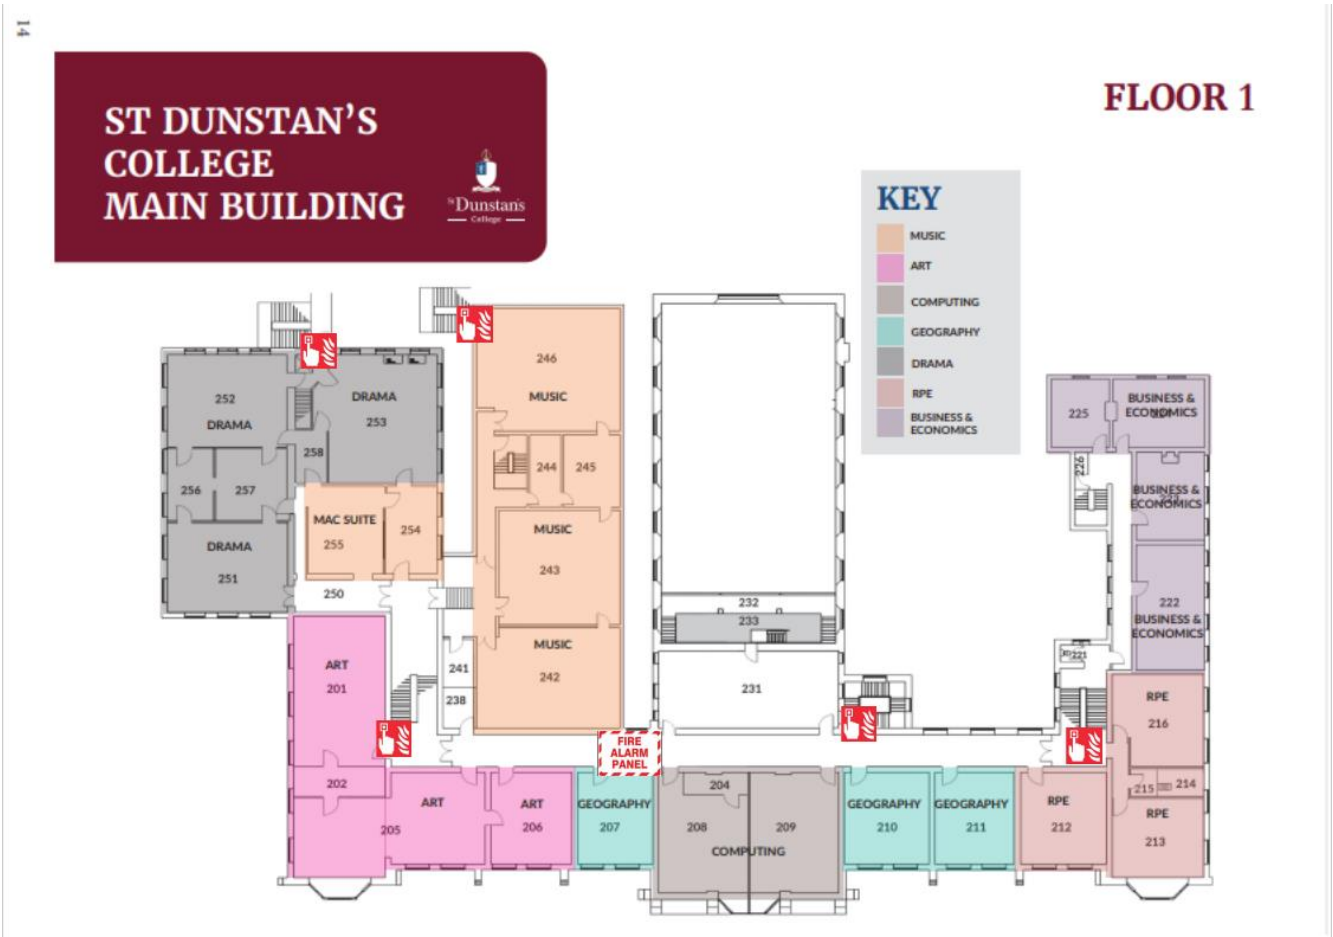 14
ST DUNSTAN'S
COLLEGE
MAIN BUILDING
St Dunstan's
College
FLOOR 1
KEY
MUSIC
ART
COMPUTING
GEOGRAPHY
DRAMA
RPE
BUSINESS &
ECONOMICS
246
MUSIC
252
DRAMA
DRAMA
253
258
256
257
244
245
MAC SUITE
255
254
DRAMA
251
MUSIC
243
250
MUSIC
242
241
238
232
233
231
225
BUSINESS &
ECONOMICS
226
BUSINESS &
ECONOMICS
222
BUSINESS &
ECONOMICS
221
RPE
216
ART
201
202
FIRE
ALARM
PANEL
ART
205
ART
206
GEOGRAPHY
207
204
208
209
COMPUTING
GEOGRAPHY
210
GEOGRAPHY
211
RPE
212
215
214
RPE
213